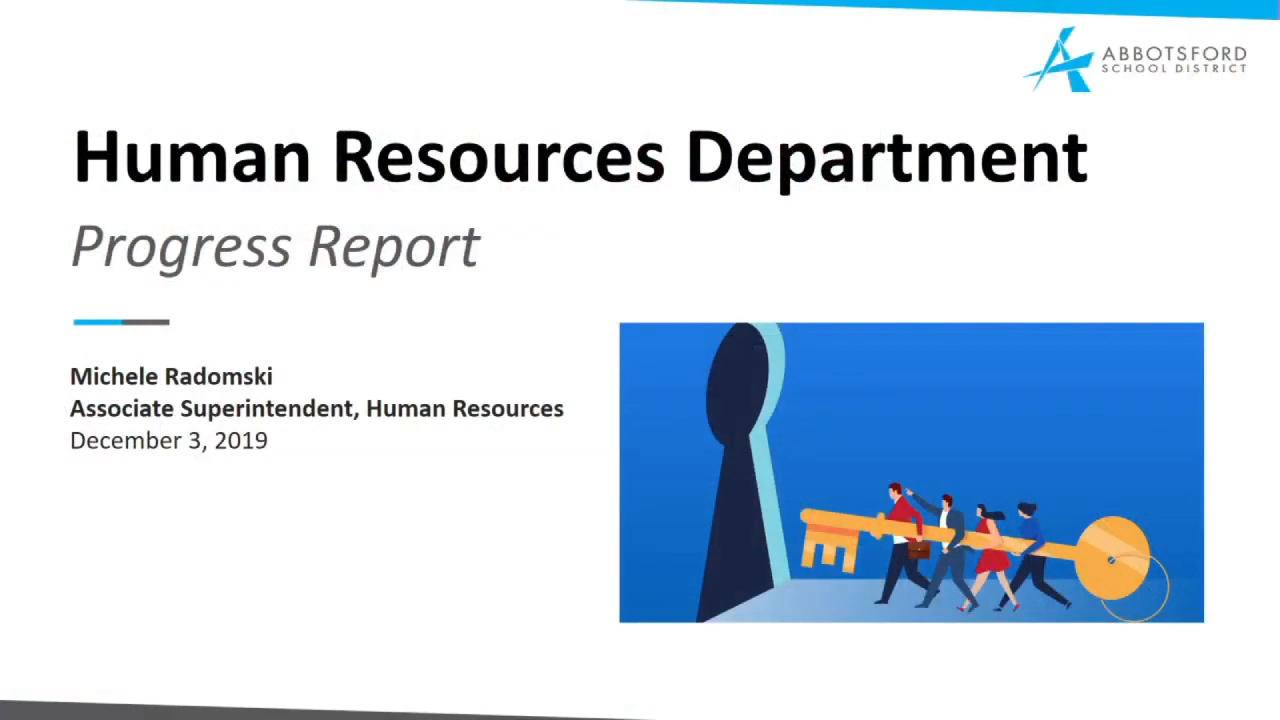 ABBOTSFORD
SCHOOL DISTRICT
Human Resources Department
Progress Report
Michele Radomski
Associate Superintendent, Human Resources
December 3, 2019